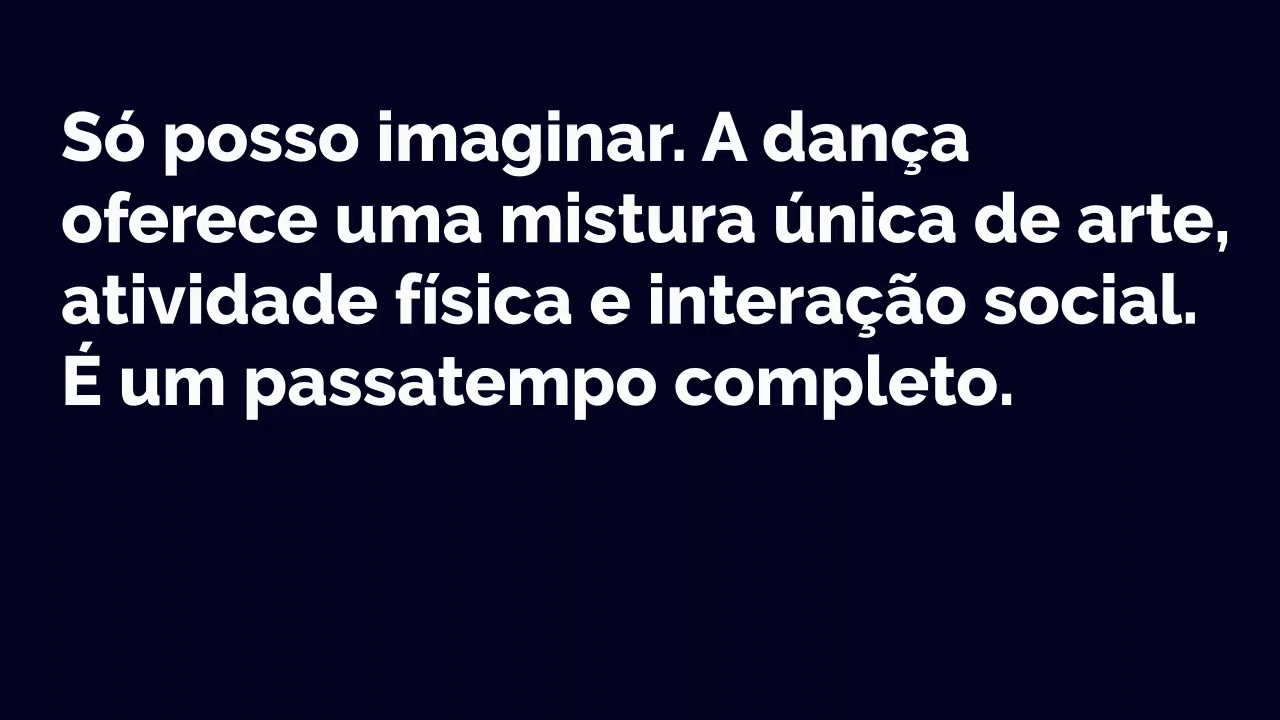 Só posso imaginar. A dança
oferece uma mistura única de arte,
atividade física e interação social.
É um passatempo completo.